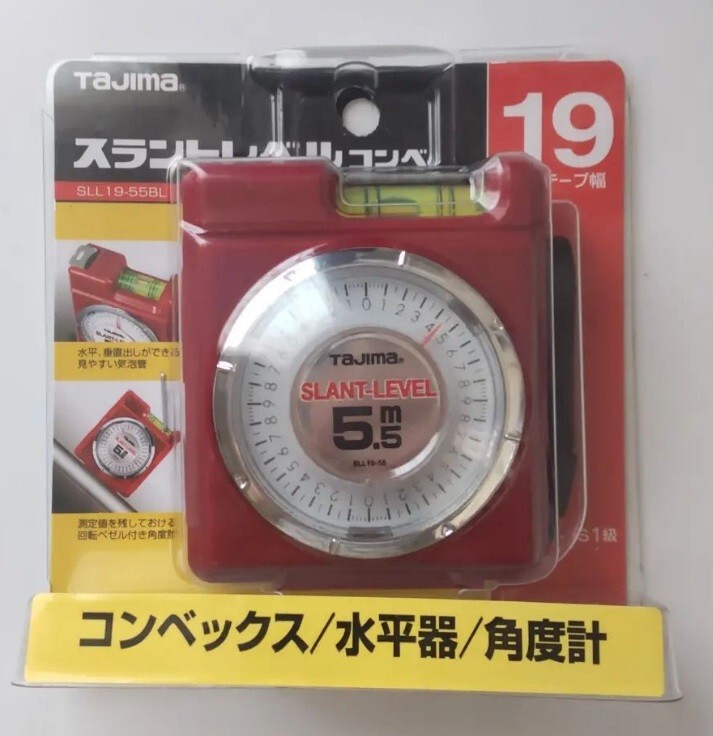 TAJIMA®
スラントレベルコンベ
SLL19-55BL
19
テープ幅
水平、垂直出しができる
見やすい気泡管
測定値を残しておける
回転ベゼル付き角度計
TAJIMA®
SLANT-LEVEL
5.5m
SLL19-55
S1級
コンベックス/水平器/角度計